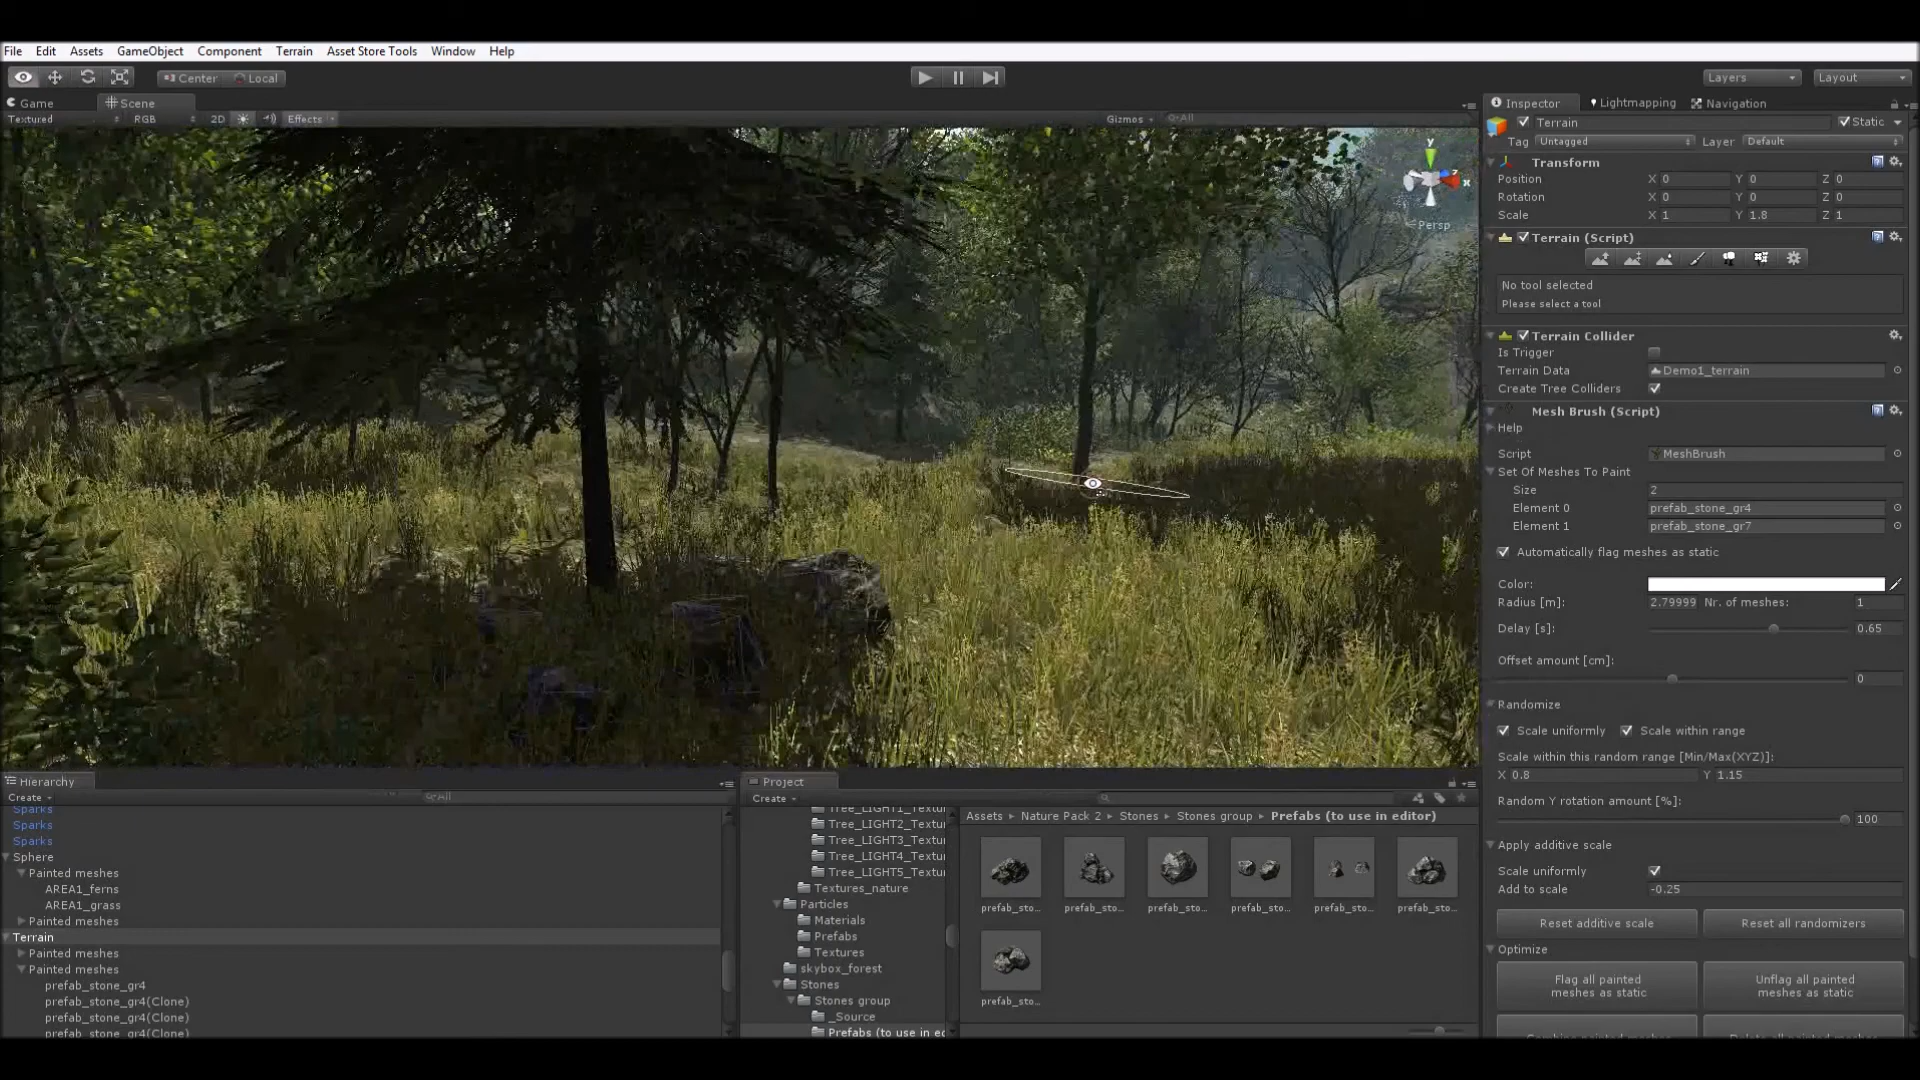 File Edit Assets GameObject Component Terrain Asset Store Tools Window Help
Center Local
Layers Layout
Game Scene
Textured RGB 2D Effects Gizmos All
y
x
Persp
Inspector Lightmapping Navigation
Terrain Static
Tag Untagged Layer Default
Transform
Position X 0 Y 0 Z 0
Rotation X 0 Y 0 Z 0
Scale X 1 Y 1.8 Z 1
Terrain (Script)
No tool selected
Please select a tool
Terrain Collider
Is Trigger
Terrain Data Demo1_terrain
Create Tree Colliders
Mesh Brush (Script)
Help
Script MeshBrush
Set Of Meshes To Paint
Size 2
Element 0 prefab_stone_gr4
Element 1 prefab_stone_gr7
Automatically flag meshes as static
Color:
Radius [m]: 2.79999 Nr. of meshes: 1
Delay [s]: 0.65
Offset amount [cm]:
0
Randomize
Scale uniformly Scale within range
Scale within this random range [Min/Max(XYZ)]:
X 0.8 Y 1.15
Random Y rotation amount [%]:
100
Apply additive scale
Scale uniformly
Add to scale -0.25
Reset additive scale Reset all randomizers
Optimize
Flag all painted meshes as static
Unflag all painted meshes as static
Hierarchy
Create All
Sparks
Sparks
Sparks
Sphere
Painted meshes
AREA1_ferns
AREA1_grass
Painted meshes
Terrain
Painted meshes
Painted meshes
prefab_stone_gr4
prefab_stone_gr4(Clone)
prefab_stone_gr4(Clone)
prefab_stone_gr4(Clone)
Project
Create
Tree_LIGHT1_Textur
Tree_LIGHT2_Textur
Tree_LIGHT3_Textur
Tree_LIGHT4_Textur
Tree_LIGHT5_Textur
Textures_nature
Particles
Materials
Prefabs
Textures
skybox_forest
Stones
Stones group
_Source
Prefabs (to use in ec
Assets Nature Pack 2 Stones Stones group Prefabs (to use in editor)
prefab_sto... prefab_sto... prefab_sto... prefab_sto... prefab_sto... prefab_sto...
prefab_sto...